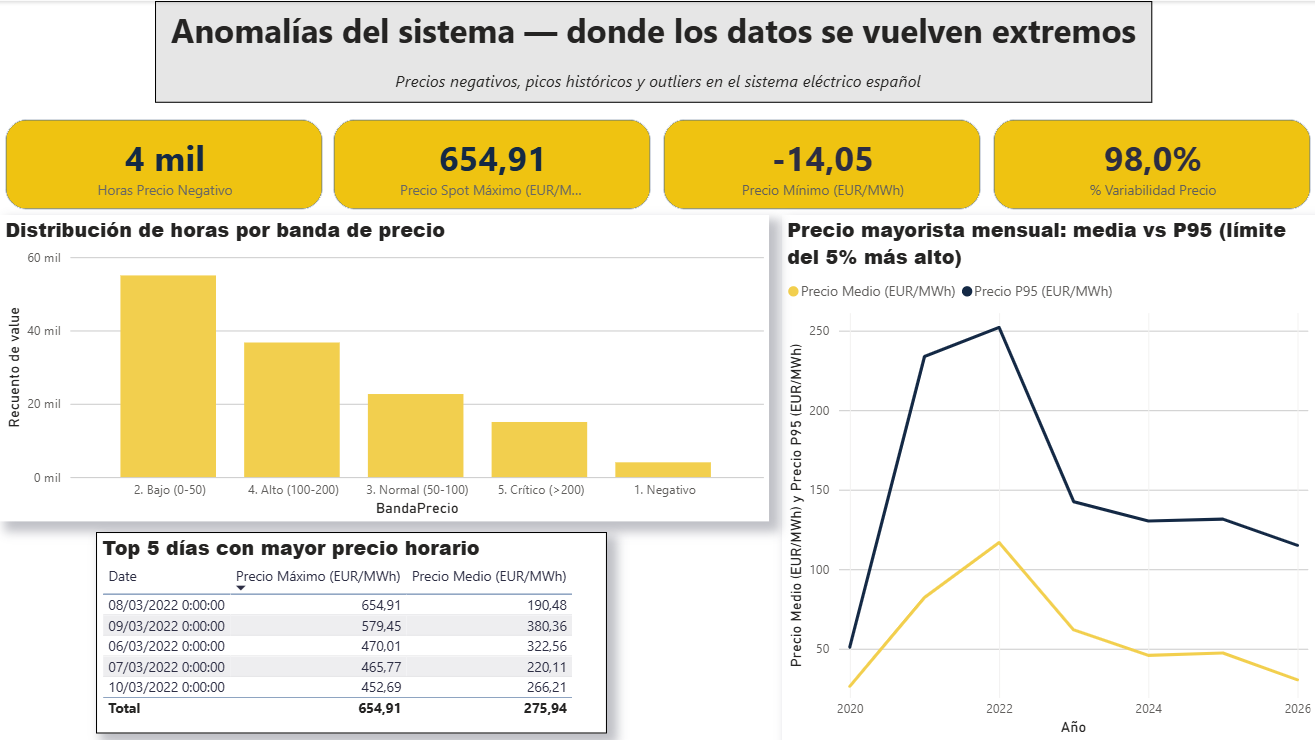 Anomalías del sistema — donde los datos se vuelven extremos
Precios negativos, picos históricos y outliers en el sistema eléctrico español
4 mil
Horas Precio Negativo
654,91
Precio Spot Máximo (EUR/M...
-14,05
Precio Mínimo (EUR/MWh)
98,0%
% Variabilidad Precio
Distribución de horas por banda de precio
Recuento de value
60 mil
40 mil
20 mil
0 mil
2. Bajo (0-50) 4. Alto (100-200) 3. Normal (50-100) 5. Crítico (>200) 1. Negativo
BandaPrecio
Top 5 días con mayor precio horario
Date Precio Máximo (EUR/MWh) Precio Medio (EUR/MWh)
08/03/2022 0:00:00 654,91 190,48
09/03/2022 0:00:00 579,45 380,36
06/03/2022 0:00:00 470,01 322,56
07/03/2022 0:00:00 465,77 220,11
10/03/2022 0:00:00 452,69 266,21
Total 654,91 275,94
Precio mayorista mensual: media vs P95 (límite
del 5% más alto)
Precio Medio (EUR/MWh) Precio P95 (EUR/MWh)
Precio Medio (EUR/MWh) y Precio P95 (EUR/MWh)
250
200
150
100
50
2020 2022 2024 2026
Año